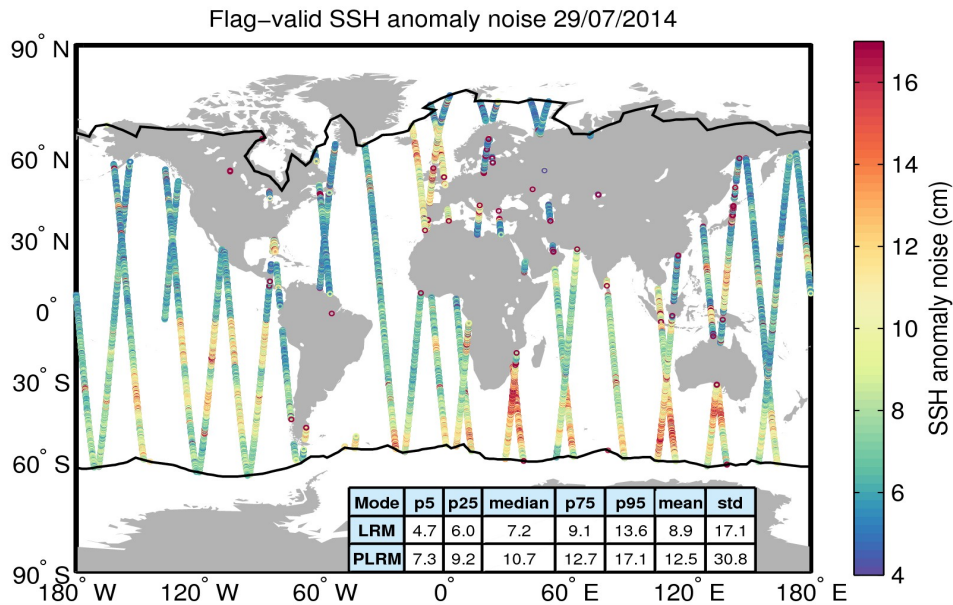 Flag−valid SSH anomaly noise 29/07/2014
90° N
60° N
30° N
0°
30° S
60° S
90° S
180° W
120° W
60° W
0°
60° E
120° E
180° E
Mode p5 p25 median p75 p95 mean std
LRM 4.7 6.0 7.2 9.1 13.6 8.9 17.1
PLRM 7.3 9.2 10.7 12.7 17.1 12.5 30.8
16
14
12
10
8
6
4
SSH anomaly noise (cm)